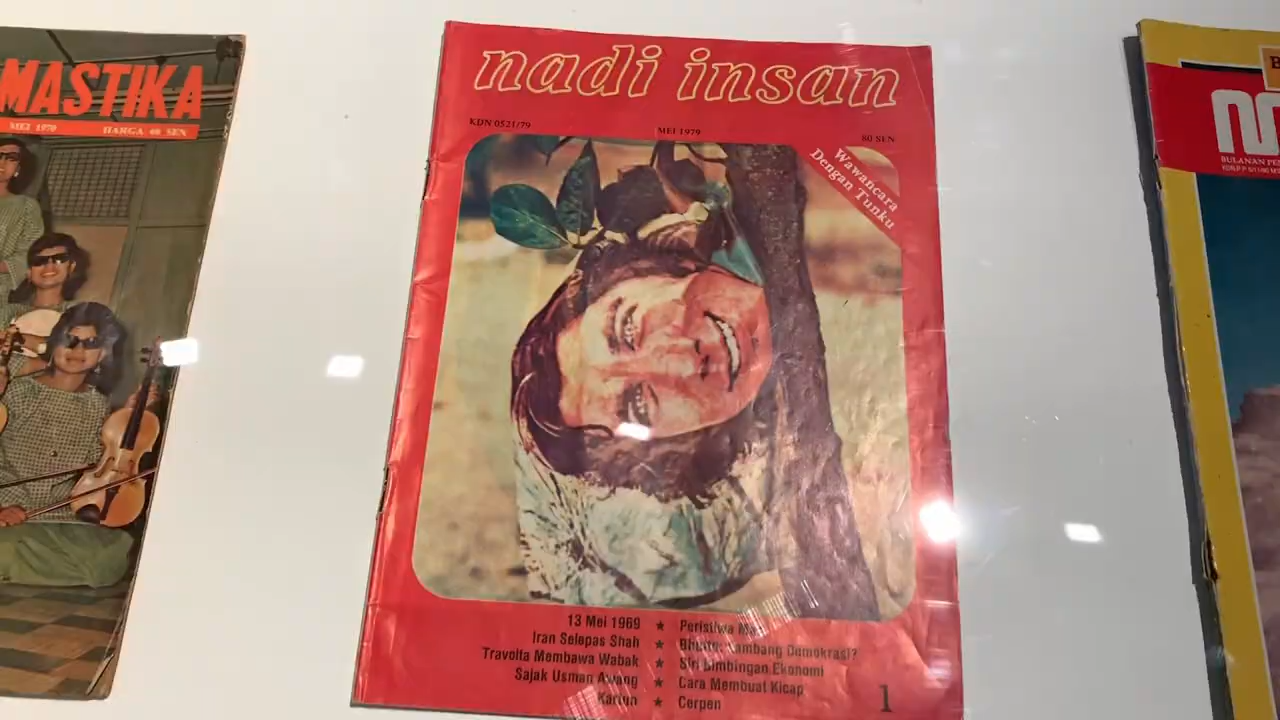 MASTIKA
MEI 1970 HARGA 60 SEN
nadi insan
KDN 0521/79
MEI 1979
80 SEN
Wawancara
Dengan Tunku
13 Mei 1969 ★ Peristiwa
Iran Selepas Shah ★ Bhutto: Lambang Demokrasi?
Travolta Membawa Wabak ★ Siri Bimbingan Ekonomi
Sajak Usman Awang ★ Cara Membuat Kicap
Kartun ★ Cerpen
1
BULANAN